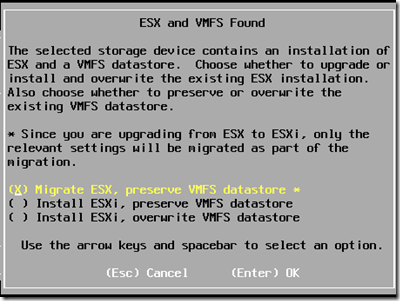 ESX and VMFS Found
The selected storage device contains an installation of
ESX and a VMFS datastore. Choose whether to upgrade or
install and overwrite the existing ESX installation.
Also choose whether to preserve or overwrite the
existing VMFS datastore.
* Since you are upgrading from ESX to ESXi, only the
relevant settings will be migrated as part of the
migration.
(X) Migrate ESX, preserve VMFS datastore *
( ) Install ESXi, preserve VMFS datastore
( ) Install ESXi, overwrite VMFS datastore
Use the arrow keys and spacebar to select an option.
(Esc) Cancel (Enter) OK